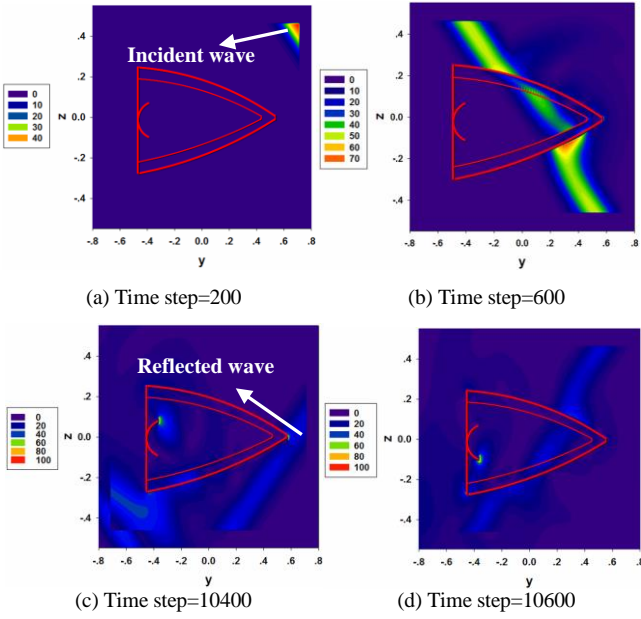 .4
.2
0.0
-.2
-.4
Z
0
10
20
30
40
Incident wave
-.8 -.6 -.4 -.2 0.0 .2 .4 .6 .8
y
(a) Time step=200
.4
.2
0.0
-.2
-.4
Z
0
10
20
30
40
50
60
70
-.8 -.6 -.4 -.2 0.0 .2 .4 .6 .8
y
(b) Time step=600
.4
.2
0.0
-.2
-.4
Z
0
20
40
60
80
100
Reflected wave
-.8 -.6 -.4 -.2 0.0 .2 .4 .6 .8
y
(c) Time step=10400
.4
.2
0.0
-.2
-.4
Z
0
20
40
60
80
100
-.8 -.6 -.4 -.2 0.0 .2 .4 .6 .8
y
(d) Time step=10600